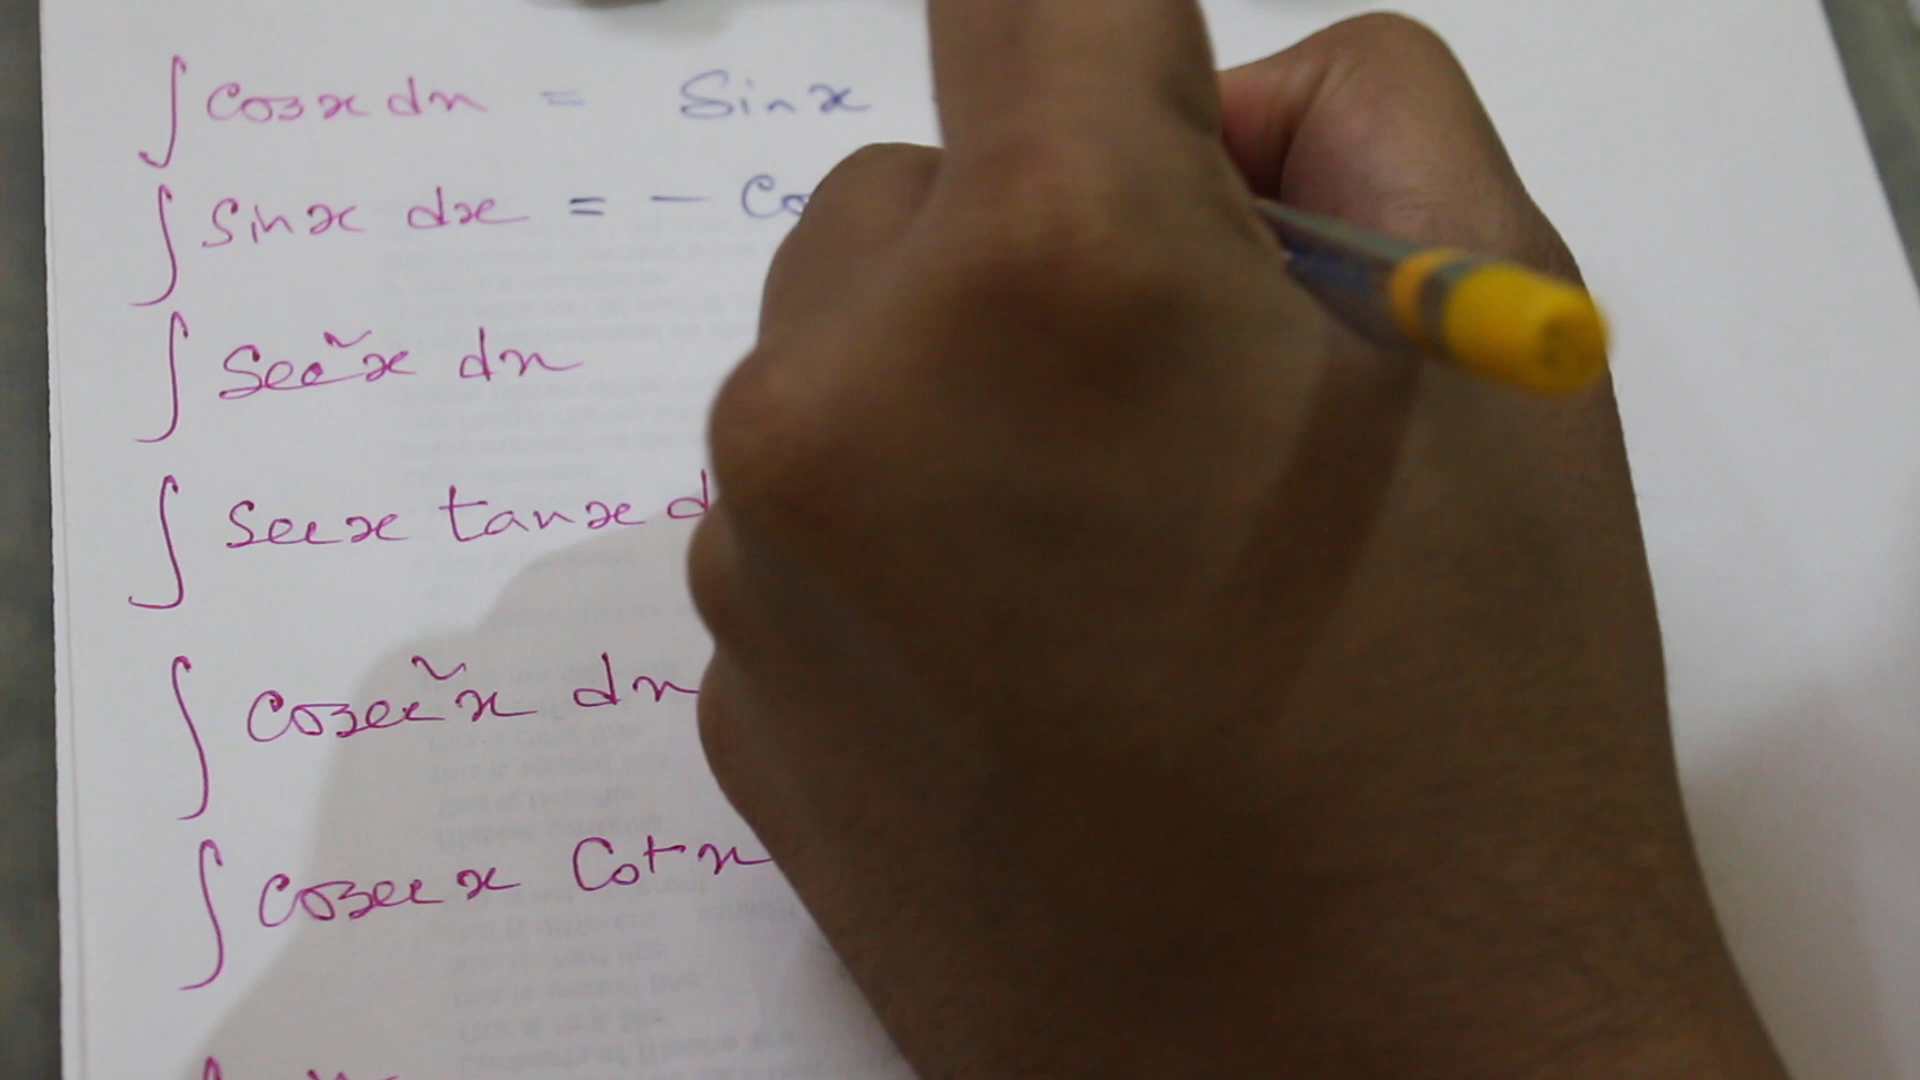 ∫ cosx dx = sinx
∫ sinx dx = - co
∫ sec²x dx
∫ secx tanx d
∫ cosec²x dx
∫ cosecx cotx